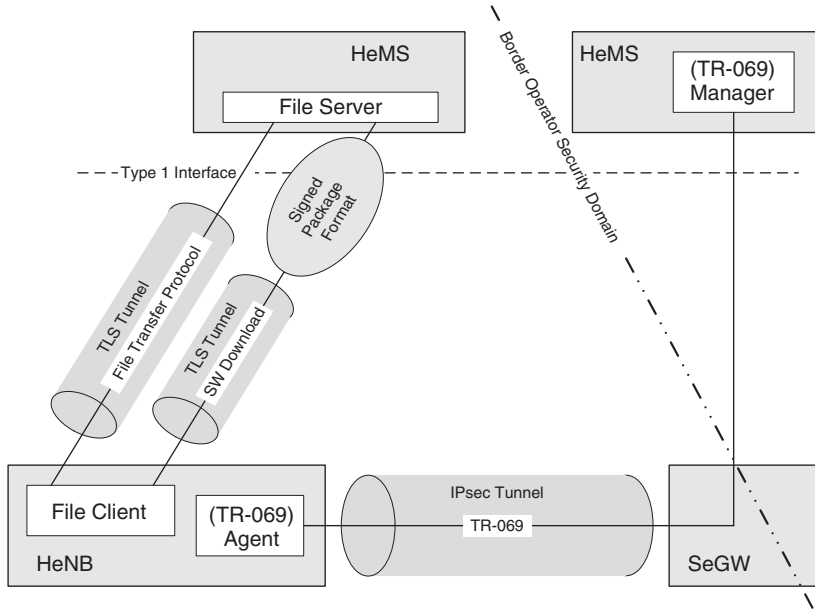 HeMS
File Server
HeMS
(TR-069)
Manager
Border Operator Security Domain
Type 1 Interface
Signed
Package
Format
TLS Tunnel
File Transfer Protocol
TLS Tunnel
SW Download
File Client
(TR-069)
Agent
HeNB
IPsec Tunnel
TR-069
SeGW